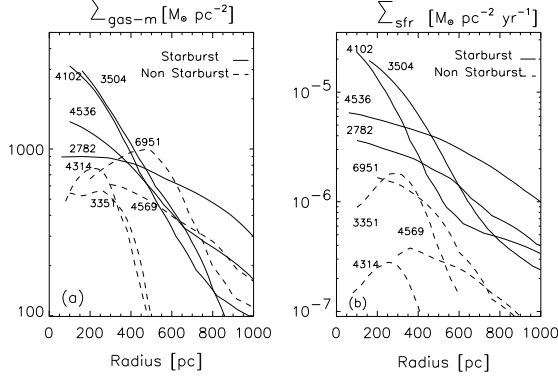 Σgas−m [M⊙ pc−2]
Starburst
Non Starburst
4102
3504
4536
6951
2782
4314
3351
4569
1000
100
(a)
0 200 400 600 800 1000
Radius [pc]
Σsfr [M⊙ pc−2 yr−1]
Starburst
Non Starburst
4102
3504
4536
2782
6951
3351
4569
4314
10−5
10−6
10−7
(b)
0 200 400 600 800 1000
Radius [pc]